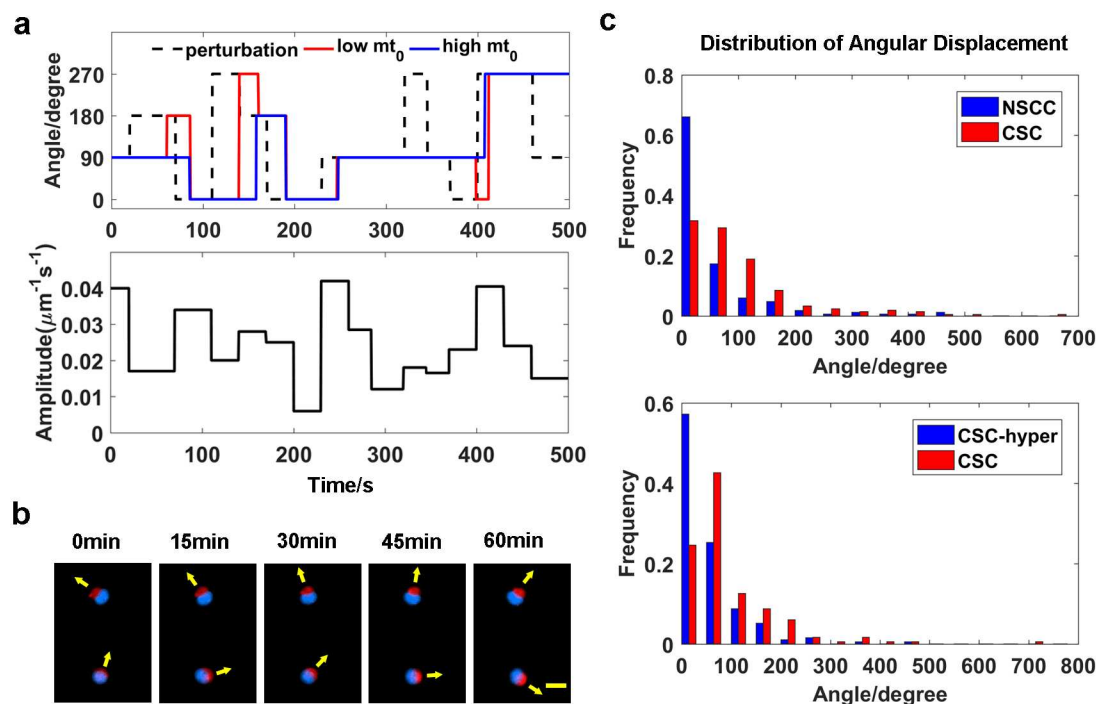 a
perturbation low mt0 high mt0
Angle/degree
270
180
90
0
0 100 200 300 400 500
Amplitude(μm-1s-1)
0.04
0.03
0.02
0.01
0
0 100 200 300 400 500
Time/s
b
0min 15min 30min 45min 60min
c
Distribution of Angular Displacement
Frequency
0.8
0.6
0.4
0.2
0
NSCC
CSC
0 100 200 300 400 500 600 700
Angle/degree
Frequency
0.6
0.4
0.2
0
CSC-hyper
CSC
0 100 200 300 400 500 600 700 800
Angle/degree